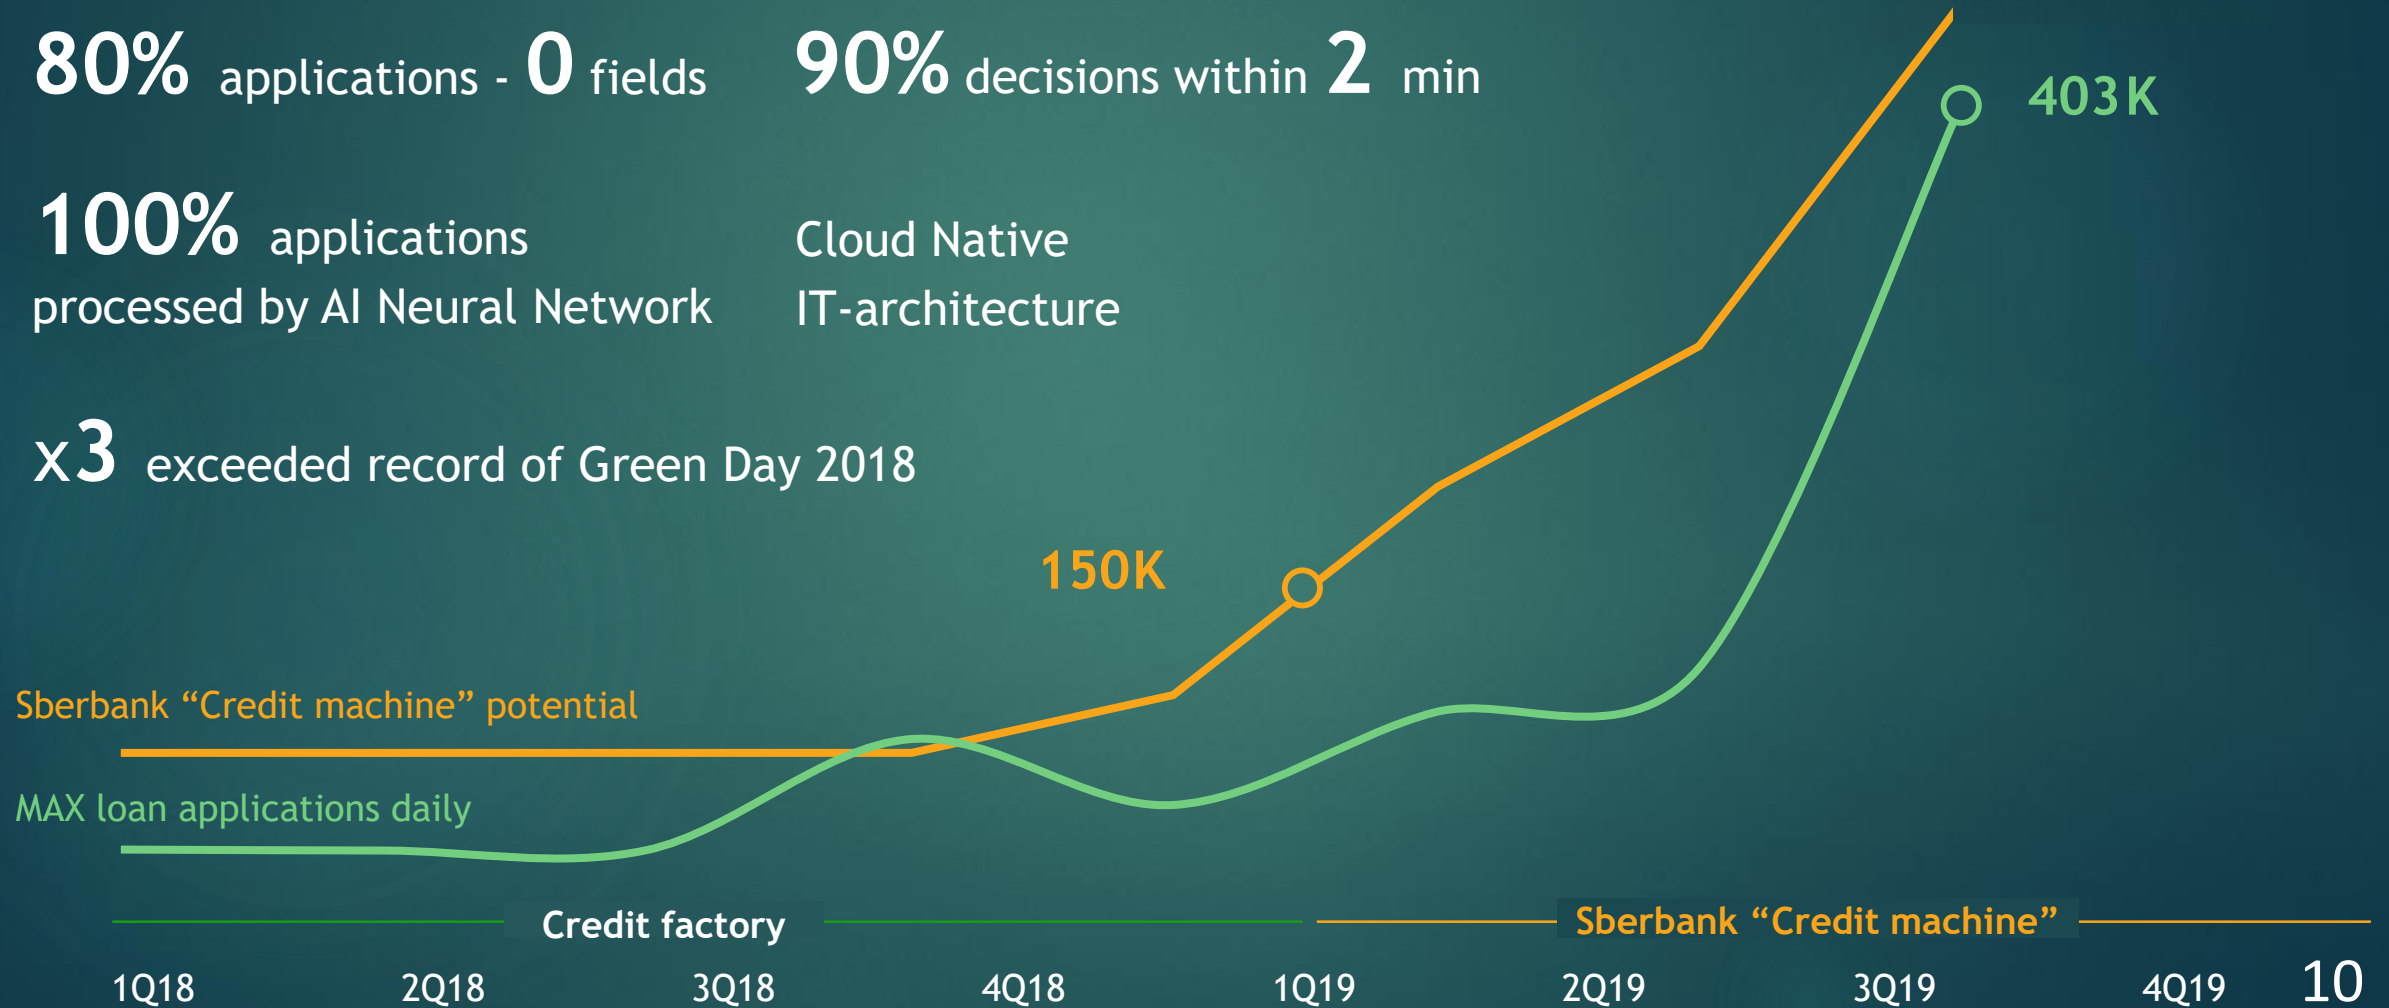 80% applications - 0 fields
90% decisions within 2 min
100% applications
processed by AI Neural Network
Cloud Native
IT-architecture
x3 exceeded record of Green Day 2018
403K
150K
Sberbank “Credit machine” potential
MAX loan applications daily
Credit factory
Sberbank “Credit machine”
1Q18 2Q18 3Q18 4Q18 1Q19 2Q19 3Q19 4Q19
10